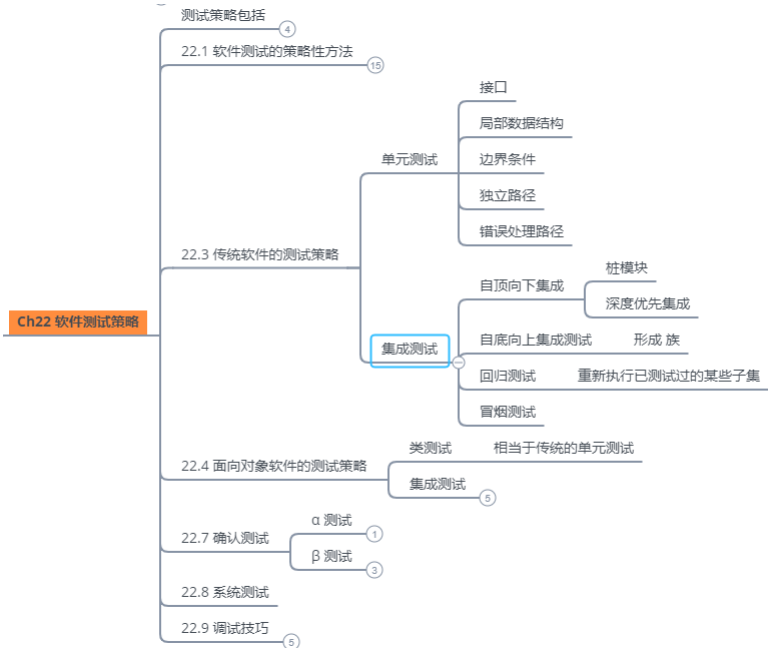 测试策略包括
4
22.1 软件测试的策略性方法
15
22.3 传统软件的测试策略
单元测试
接口
局部数据结构
边界条件
独立路径
错误处理路径
集成测试
自顶向下集成
桩模块
深度优先集成
自底向上集成测试
形成 族
回归测试
重新执行已测试过的某些子集
冒烟测试
Ch22 软件测试策略
22.4 面向对象软件的测试策略
类测试
相当于传统的单元测试
集成测试
5
22.7 确认测试
α 测试
1
β 测试
3
22.8 系统测试
22.9 调试技巧
5